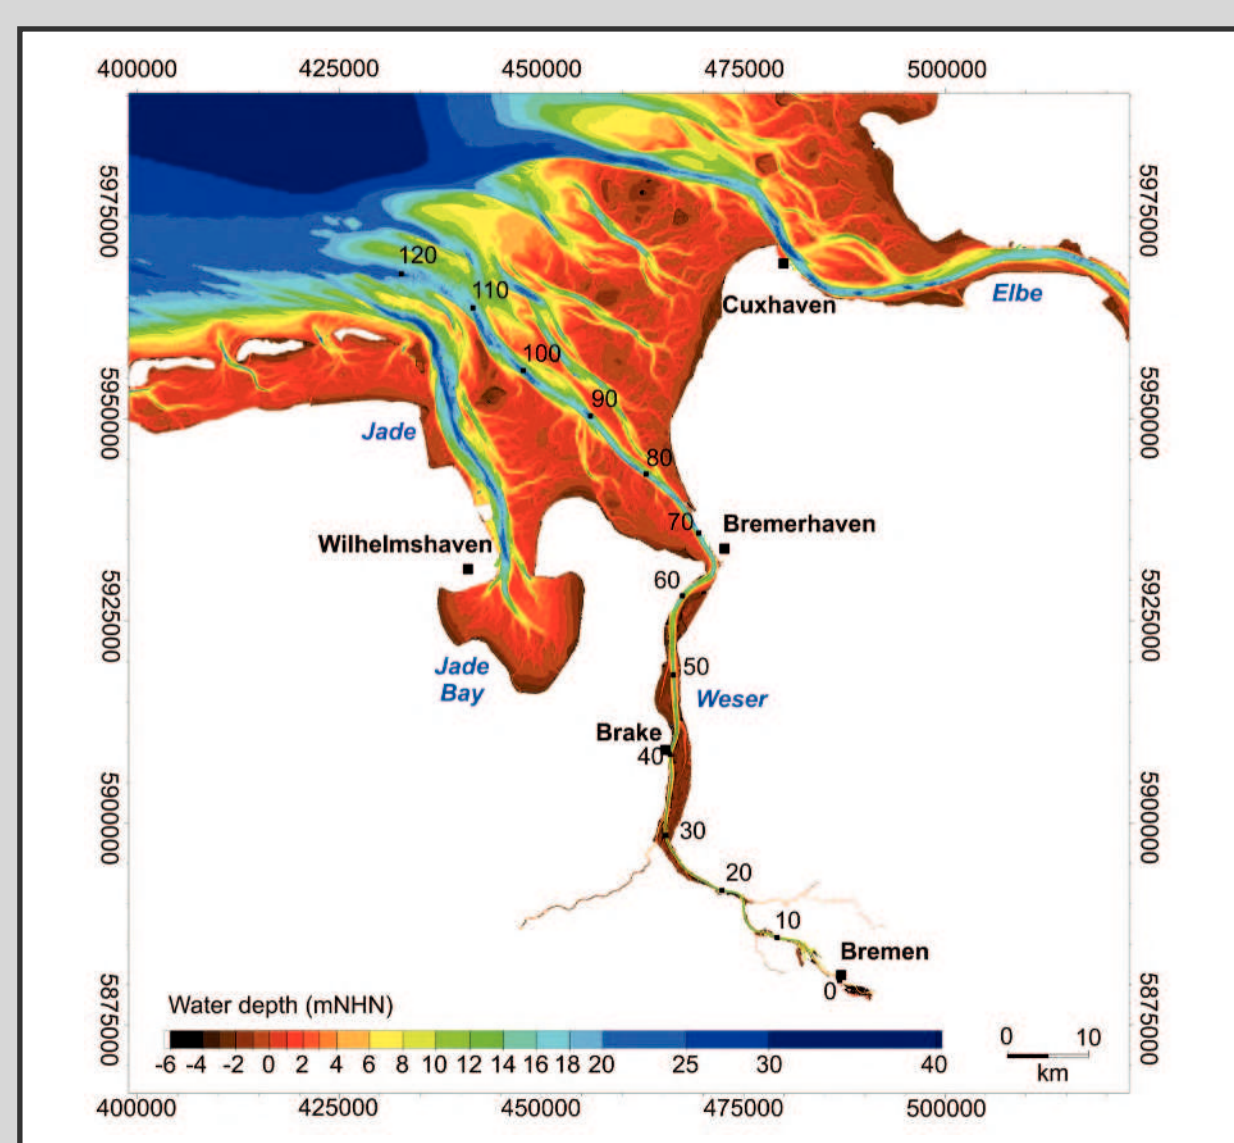 400000 425000 450000 475000 500000
5975000 5975000
120
110
Cuxhaven
Elbe
100
90
Jade
5950000 5950000
80
70
Bremerhaven
Wilhelmshaven
60
5925000 5925000
Jade
Bay
50
Weser
Brake
40
30
5900000 5900000
20
10
Bremen
0
Water depth (mNHN)
-6 -4 -2 0 2 4 6 8 10 12 14 16 18 20 25 30 40
0 10
km
5875000 5875000
400000 425000 450000 475000 500000